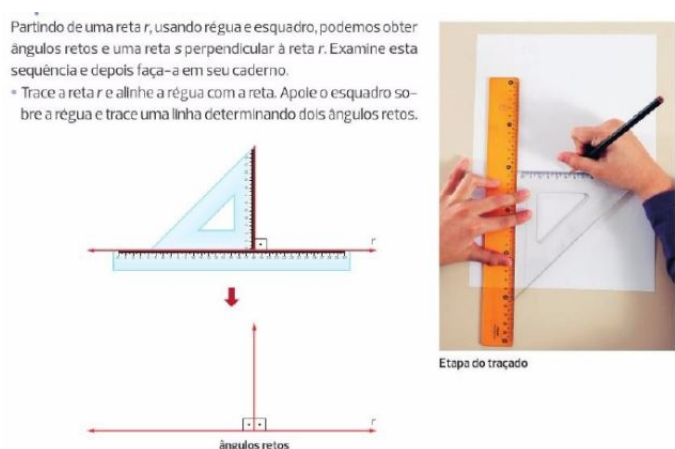 Partindo de uma reta r, usando régua e esquadro, podemos obter
ângulos retos e uma reta s perpendicular à reta r. Examine esta
sequência e depois faça-a em seu caderno.
• Trace a reta r e alinhe a régua com a reta. Apoie o esquadro so-
bre a régua e trace uma linha determinando dois ângulos retos.
r
r
ângulos retos
Etapa do traçado